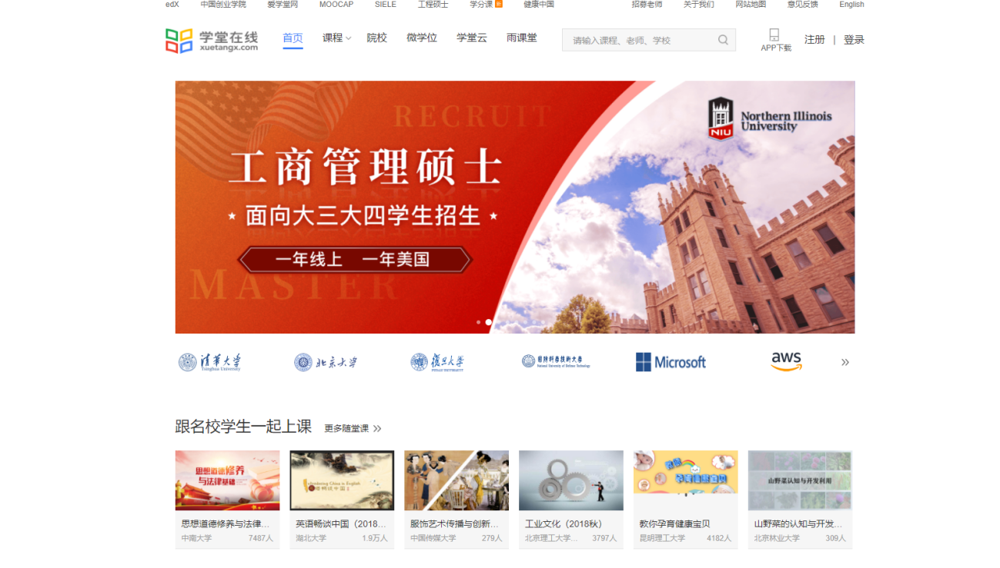 edX 中国创业学院 爱学堂网 MOOCAP SIELE 工程硕士 学分课 新 健康中国 招募老师 关于我们 网站地图 意见反馈 English
学堂在线
xuetangx.com
首页 课程 院校 微学位 学堂云 雨课堂
请输入课程、老师、学校
APP下载
注册 | 登录
RECRUIT
Northern Illinois
University
NIU
工商管理硕士
面向大三大四学生招生
一年线上 一年美国
MASTER
清华大学
Tsinghua University
北京大学
復旦大学
国防科学技术大学
National University of Defense Technology
Microsoft
aws
跟名校学生一起上课 更多随堂课
思想道德修养
与法律基础
Introducing China in English
英语畅谈中国
教你
孕育健康宝贝
山野菜认知与开发利用
思想道德修养与法律...
中南大学 7487人
英语畅谈中国（2018...
湖北大学 1.9万人
服饰艺术传播与创新...
中国传媒大学 279人
工业文化（2018秋）
北京理工大学... 3797人
教你孕育健康宝贝
昆明理工大学 4182人
山野菜的认知与开发...
北京林业大学 309人